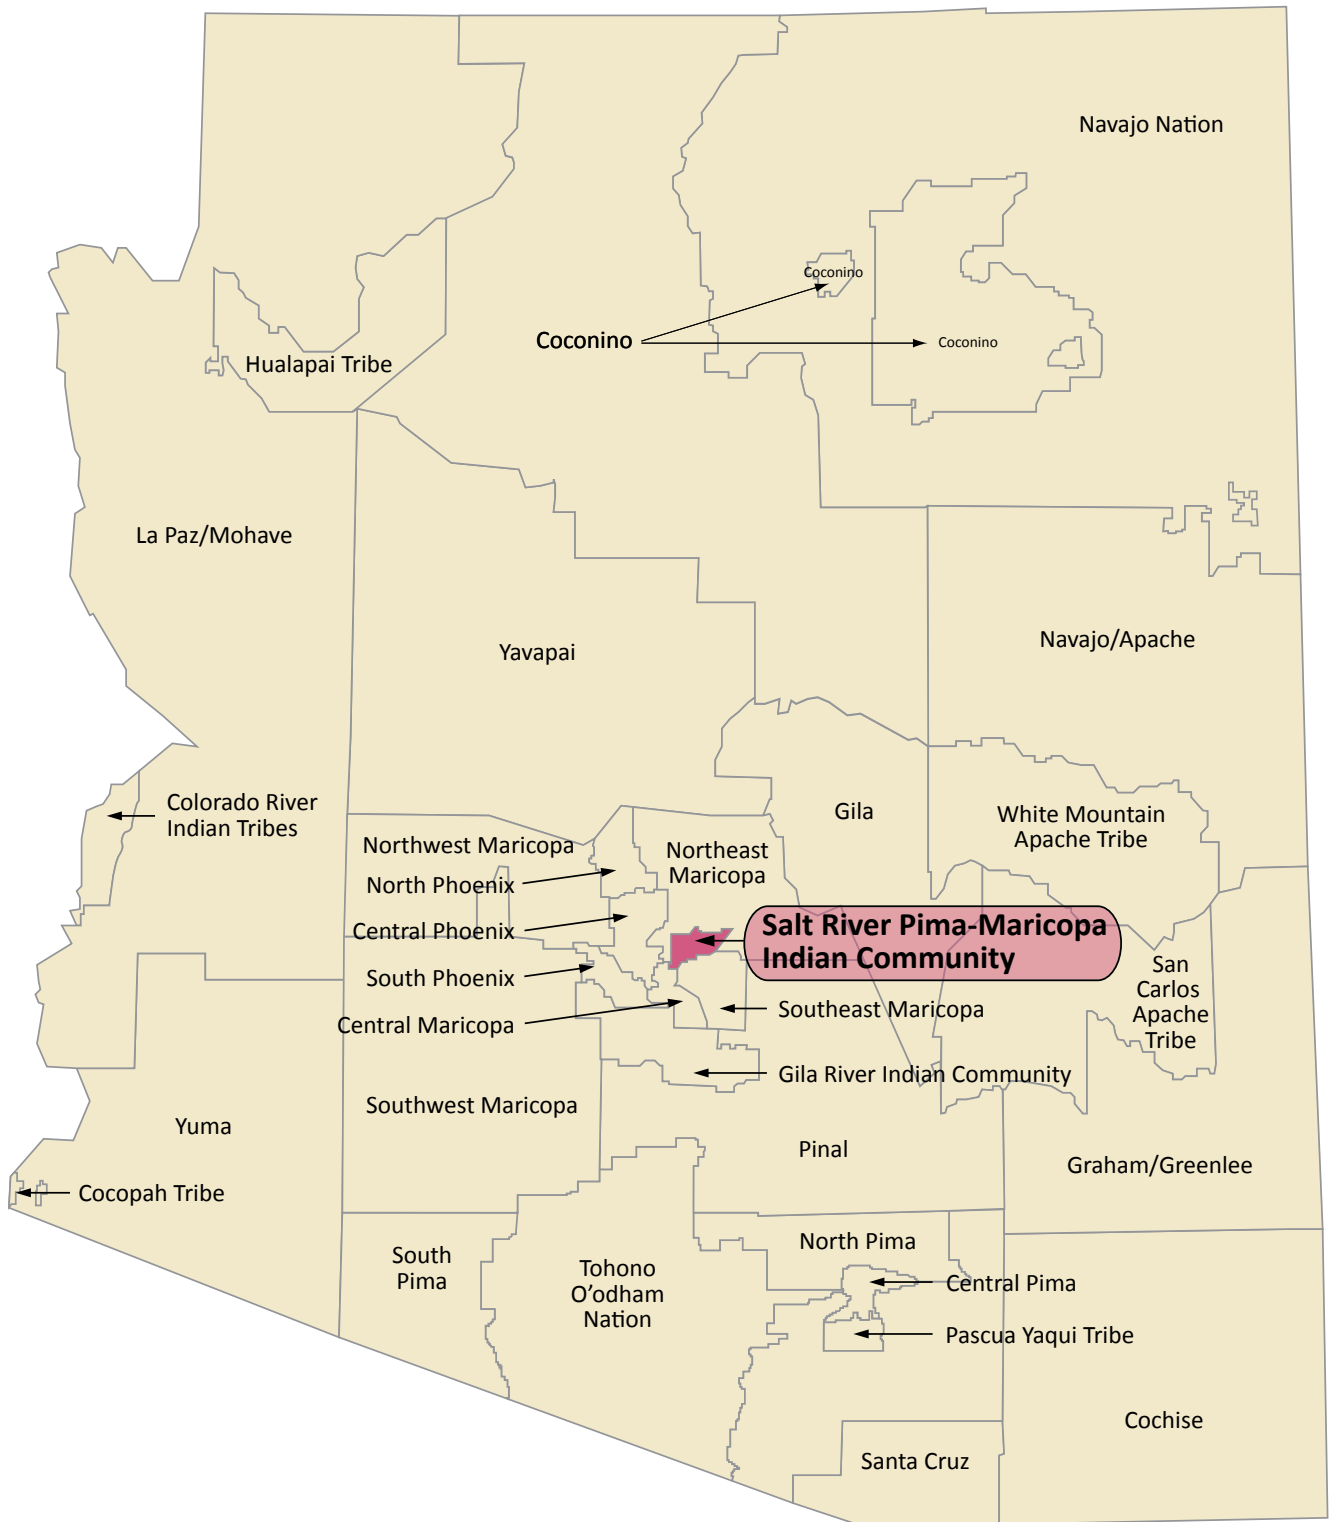 Navajo Nation
Coconino
Coconino
Coconino
Hualapai Tribe
La Paz/Mohave
Yavapai
Navajo/Apache
Colorado River
Indian Tribes
Gila
White Mountain
Apache Tribe
Northwest Maricopa
Northeast
Maricopa
North Phoenix
Central Phoenix
Salt River Pima-Maricopa
Indian Community
South Phoenix
San
Carlos
Apache
Tribe
Southeast Maricopa
Central Maricopa
Gila River Indian Community
Southwest Maricopa
Yuma
Pinal
Graham/Greenlee
Cocopah Tribe
North Pima
South
Pima
Tohono
O’odham
Nation
Central Pima
Pascua Yaqui Tribe
Cochise
Santa Cruz